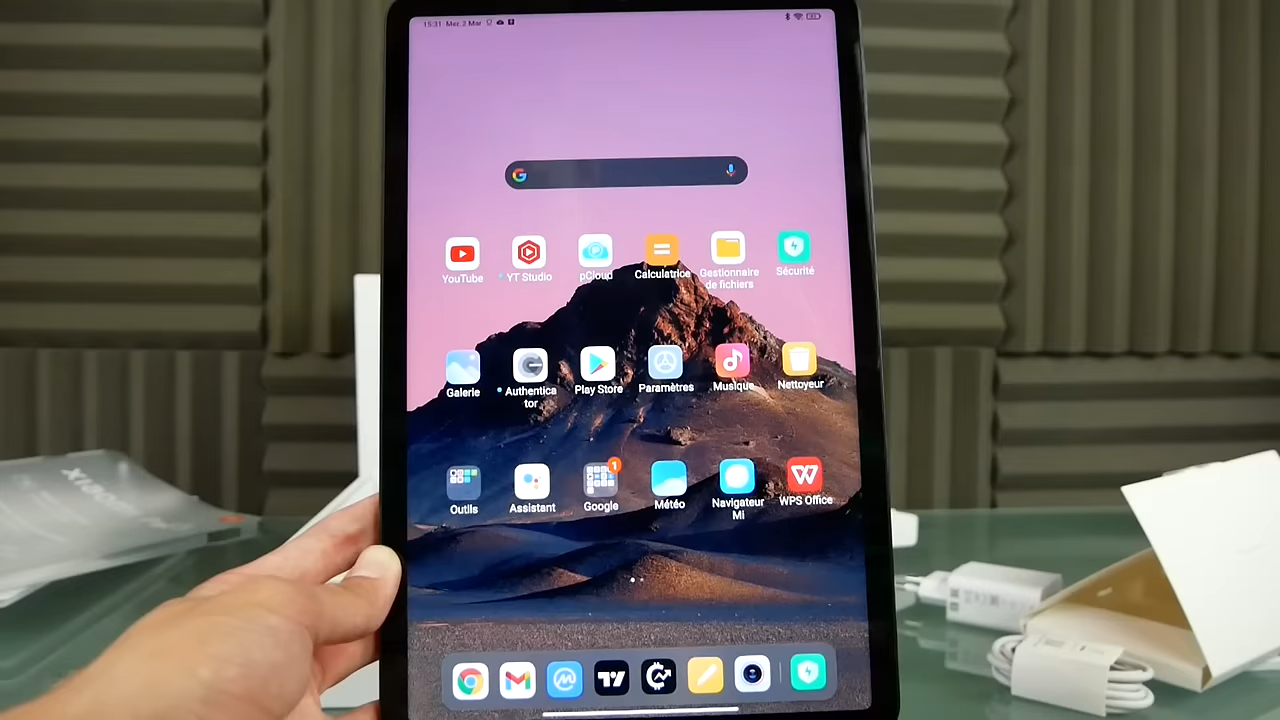 15:31 Mer. 2 Mar
YouTube
YT Studio
pCloud
Calculatrice
Gestionnaire
de fichiers
Sécurité
Galerie
Authentica
tor
Play Store
Paramètres
Musique
Nettoyeur
Outils
Assistant
1
Google
Météo
Navigateur
Mi
WPS Office